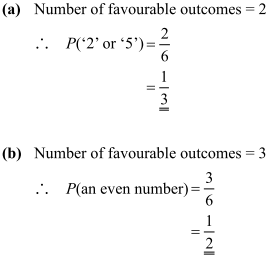 (a) Number of favourable outcomes = 2
∴ P(‘2’ or ‘5’) = 2/6
= 1/3
(b) Number of favourable outcomes = 3
∴ P(an even number) = 3/6
= 1/2